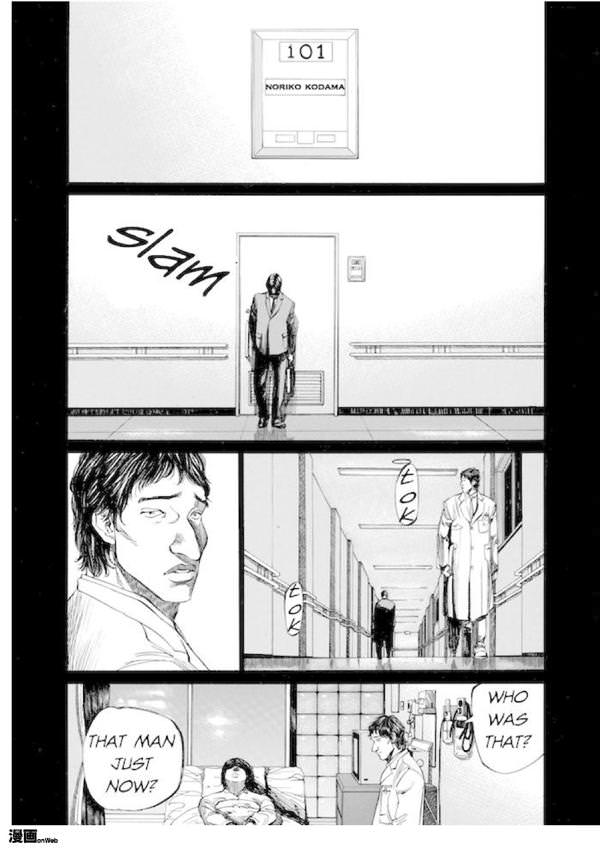 101
NORIKO KODAMA
slam
tok
tok
WHO
WAS
THAT?
THAT MAN
JUST
NOW?
漫画onWeb